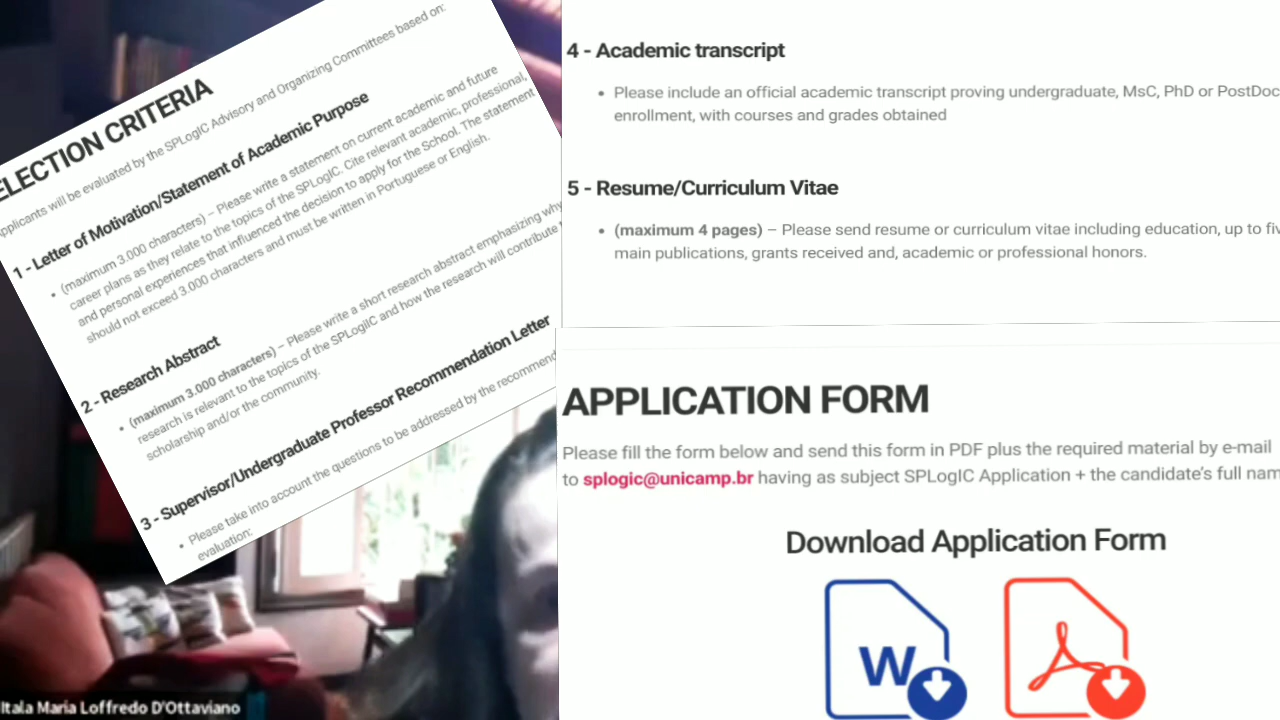 ELECTION CRITERIA
pplicants will be evaluated by the SPLogIC Advisory and Organizing Committees based on:
1 - Letter of Motivation/Statement of Academic Purpose
• (maximum 3.000 characters) – Please write a statement on current academic and future
career plans as they relate to the topics of the SPLogIC. Cite relevant academic, professional,
and personal experiences that influenced the decision to apply for the School. The statement
should not exceed 3.000 characters and must be written in Portuguese or English.
2 - Research Abstract
• (maximum 3.000 characters) – Please write a short research abstract emphasizing why
research is relevant to the topics of the SPLogiIC and how the research will contribute
scholarship and/or the community.
3 - Supervisor/Undergraduate Professor Recommendation Letter
• Please take into account the questions to be addressed by the recommend
evaluation:
Itala Maria Loffredo D'Ottaviano
4 - Academic transcript
• Please include an official academic transcript proving undergraduate, MsC, PhD or PostDoc
enrollment, with courses and grades obtained
5 - Resume/Curriculum Vitae
• (maximum 4 pages) – Please send resume or curriculum vitae including education, up to fiv
main publications, grants received and, academic or professional honors.
APPLICATION FORM
Please fill the form below and send this form in PDF plus the required material by e-mail
to splogic@unicamp.br having as subject SPLogIC Application + the candidate's full nam
Download Application Form
W